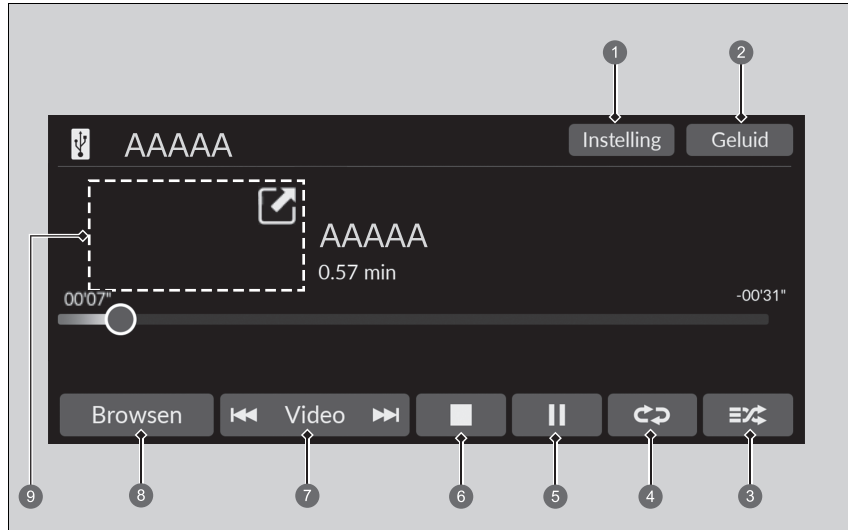 1 2
AAAAA Instelling Geluid
AAAAA
9
0.57 min
00'07" -00'31"
Browsen Video
9 8 7 6 5 4 3